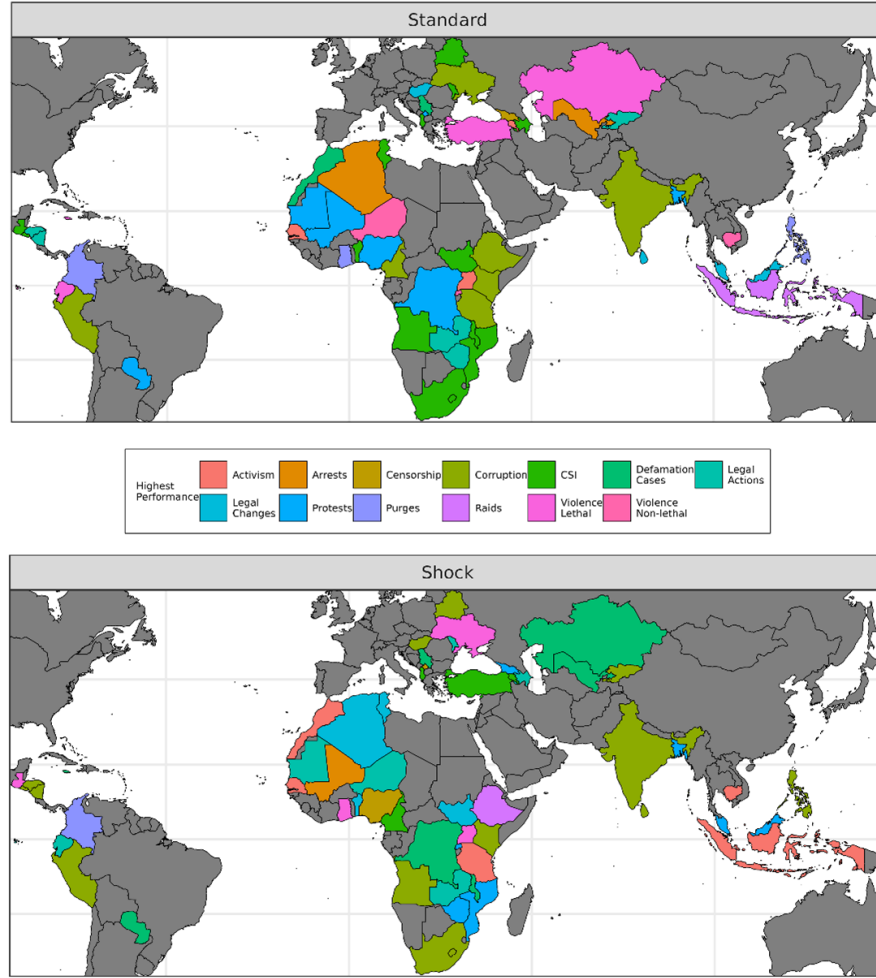 Standard
Highest
Performance
Activism
Arrests
Censorship
Corruption
CSI
Defamation
Cases
Legal
Actions
Legal
Changes
Protests
Purges
Raids
Violence
Lethal
Violence
Non-lethal
Shock